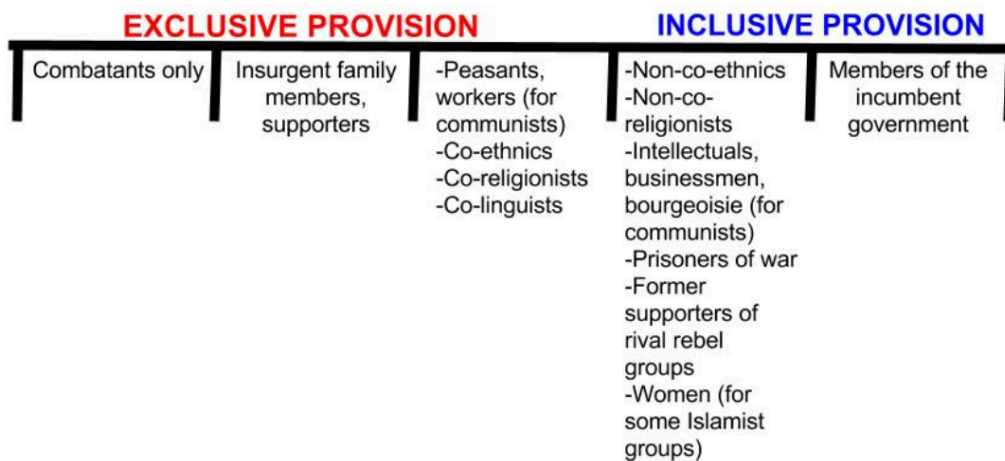 EXCLUSIVE PROVISION
INCLUSIVE PROVISION
Combatants only
Insurgent family
members,
supporters
-Peasants,
workers (for
communists)
-Co-ethnics
-Co-religionists
-Co-linguists
-Non-co-ethnics
-Non-co-
religionists
-Intellectuals,
businessmen,
bourgeoisie (for
communists)
-Prisoners of war
-Former
supporters of
rival rebel
groups
-Women (for
some Islamist
groups)
Members of the
incumbent
government